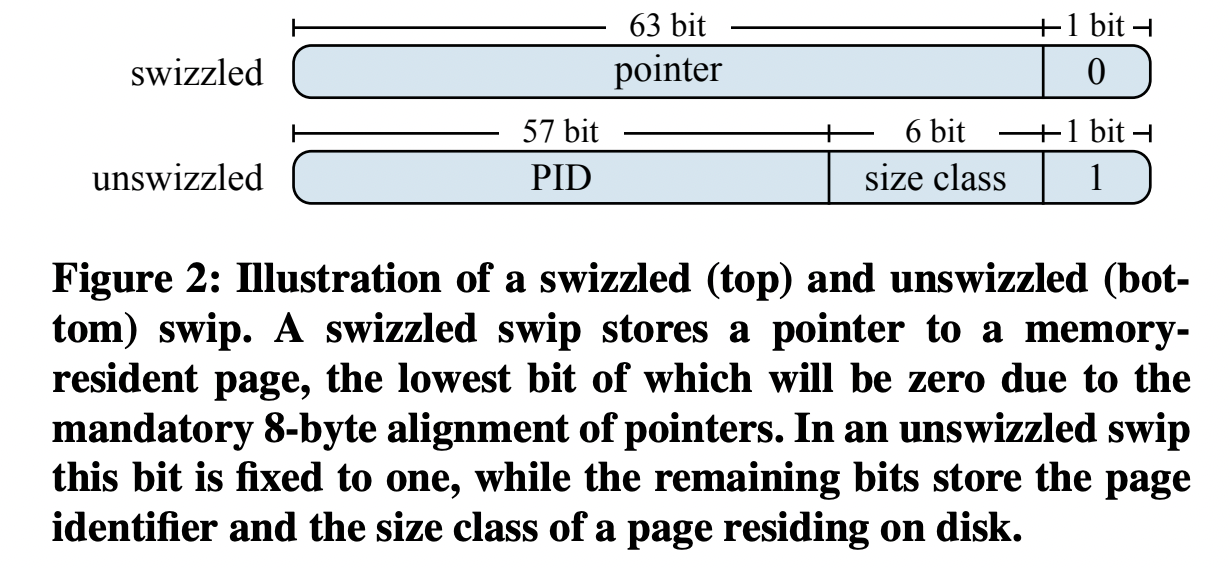 63 bit 1 bit
swizzled pointer 0
57 bit 6 bit 1 bit
unswizzled PID size class 1
Figure 2: Illustration of a swizzled (top) and unswizzled (bot-
tom) swip. A swizzled swip stores a pointer to a memory-
resident page, the lowest bit of which will be zero due to the
mandatory 8-byte alignment of pointers. In an unswizzled swip
this bit is fixed to one, while the remaining bits store the page
identifier and the size class of a page residing on disk.